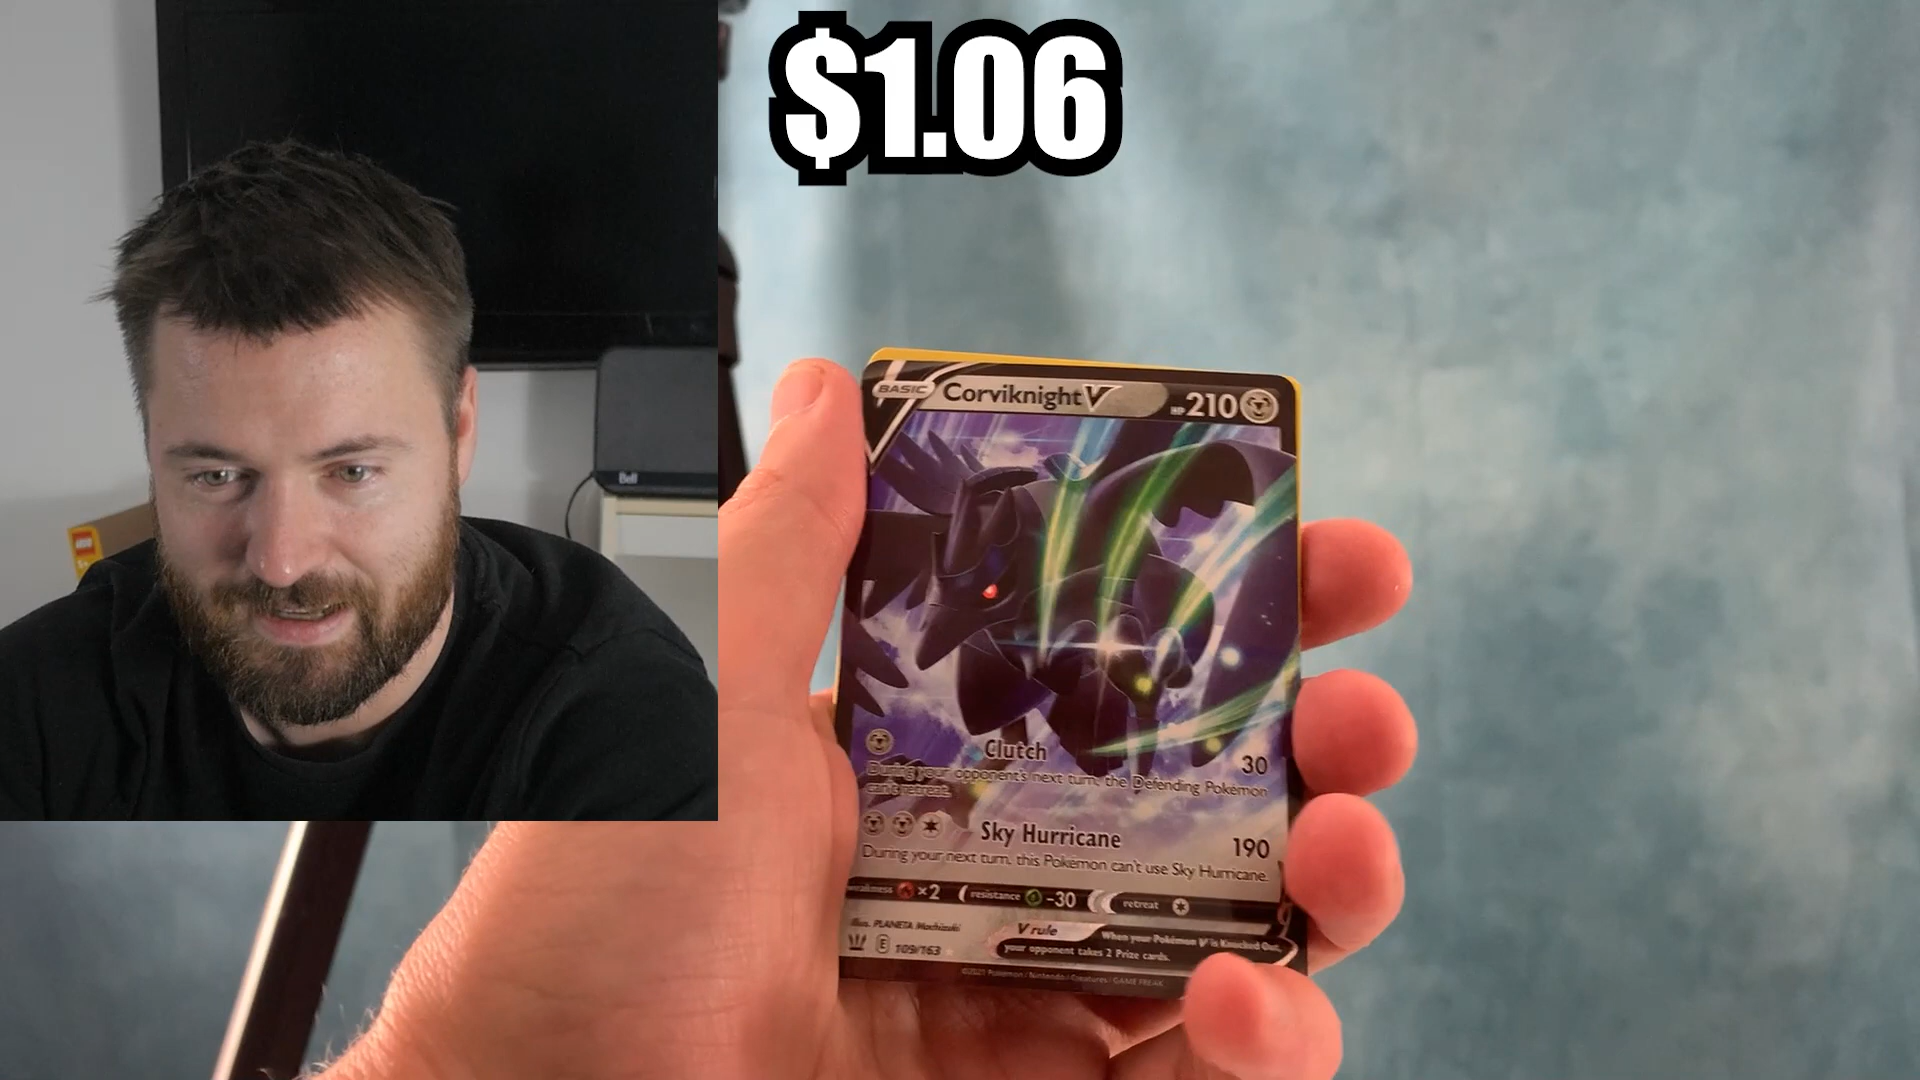 $1.06
BASIC CorviknightV HP 210
Bell
Clutch 30
During your opponent's next turn, the Defending Pokémon
can't retreat.
Sky Hurricane 190
During your next turn, this Pokémon can't use Sky Hurricane.
weakness ×2 resistance -30 retreat
illus. PLANETA Mochizuki
V rule When your Pokémon V is Knocked Out,
your opponent takes 2 Prize cards.
E 109/163
©2021 Pokémon / Nintendo / Creatures / GAME FREAK